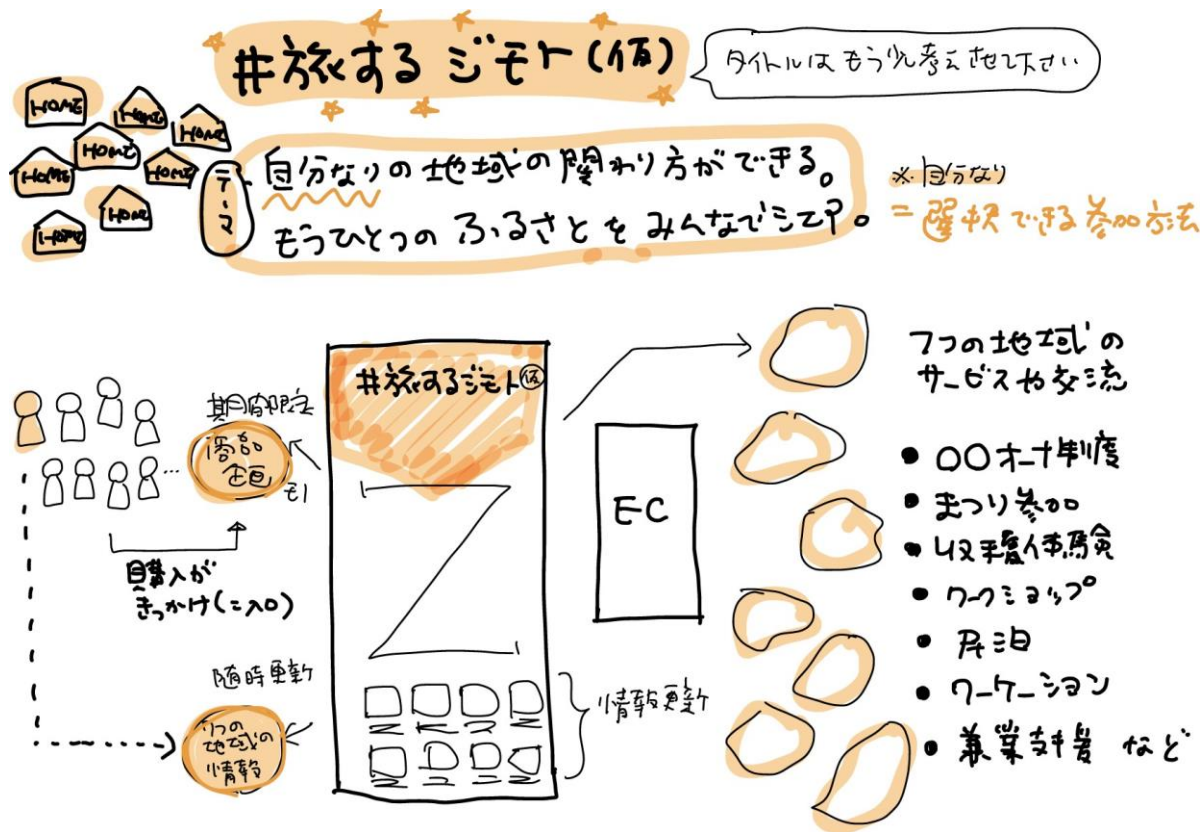 #旅する ジモト(仮)
タイトルは もう少し考えさせて下さい
HOME
HOME
HOME
HOME
HOME
HOME
HOME
HOME
テーマ
自分なりの地域の関わり方ができる。
もうひとつの ふるさとを みんなでシェア。
※自分なり
=選択できる参加方法
#旅するジモト(仮)
期間限定
商品
企画
購入が
きっかけ(=入口)
随時更新
7つの
地域の
情報
情報更新
EC
7つの地域の
サービスや交流
● 〇〇オーナー制度
● まつり参加
● 収穫体験
● ワークショップ
● 民泊
● ワーケーション
● 兼業支援 など